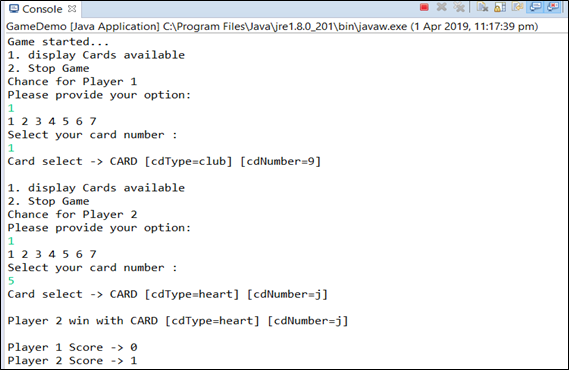 Console
GameDemo [Java Application] C:\Program Files\Java\jre1.8.0_201\bin\javaw.exe (1 Apr 2019, 11:17:39 pm)
Game started...
1. display Cards available
2. Stop Game
Chance for Player 1
Please provide your option:
1
1 2 3 4 5 6 7
Select your card number :
1
Card select -> CARD [cdType=club] [cdNumber=9]
1. display Cards available
2. Stop Game
Chance for Player 2
Please provide your option:
1
1 2 3 4 5 6 7
Select your card number :
5
Card select -> CARD [cdType=heart] [cdNumber=j]
Player 2 win with CARD [cdType=heart] [cdNumber=j]
Player 1 Score -> 0
Player 2 Score -> 1